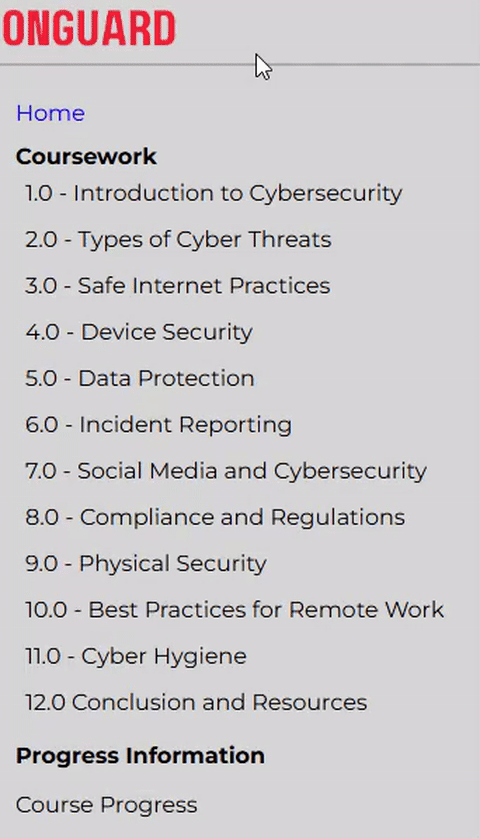 ONGUARD
Home
Coursework
1.0 - Introduction to Cybersecurity
2.0 - Types of Cyber Threats
3.0 - Safe Internet Practices
4.0 - Device Security
5.0 - Data Protection
6.0 - Incident Reporting
7.0 - Social Media and Cybersecurity
8.0 - Compliance and Regulations
9.0 - Physical Security
10.0 - Best Practices for Remote Work
11.0 - Cyber Hygiene
12.0 Conclusion and Resources
Progress Information
Course Progress